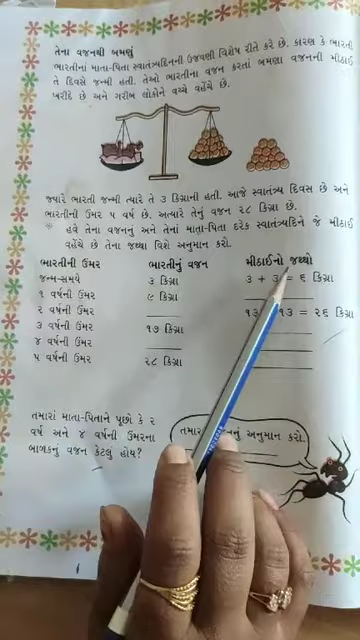 તેના વજનથી બમણું
ભારતીનાં માતા-પિતા સ્વાતંત્ર્યદિનની ઉજવણી વિશેષ રીતે કરે છે. કારણ કે ભારતી
તે દિવસે જન્મી હતી. તેઓ ભારતીના વજન કરતાં બમણા વજનની મીઠાઈ
ખરીદે છે અને ગરીબ લોકોને વચ્ચે વહેંચે છે.
જ્યારે ભારતી જન્મી ત્યારે તે ૩ કિગ્રાની હતી. આજે સ્વાતંત્ર્ય દિવસ છે અને
ભારતીની ઉંમર ૫ વર્ષ છે. અત્યારે તેનું વજન ૨૮ કિગ્રા છે.
* હવે તેના વજનનું અને તેનાં માતા-પિતા દરેક સ્વાતંત્ર્યદિને જે મીઠાઈ
વહેંચે છે તેના જથ્થા વિશે અનુમાન કરો.
ભારતીની ઉંમર ભારતીનું વજન મીઠાઈનો જથ્થો
જન્મ-સમયે ૩ કિગ્રા ૩ + ૩ = ૬ કિગ્રા
૧ વર્ષની ઉંમર ૯ કિગ્રા
૨ વર્ષની ઉંમર ૧૩ ૧૩ = ૨૬ કિગ્રા
૩ વર્ષની ઉંમર ૧૭ કિગ્રા
૪ વર્ષની ઉંમર
૫ વર્ષની ઉંમર ૨૮ કિગ્રા
તમારાં માતા-પિતાને પૂછો કે ૨
વર્ષ અને ૪ વર્ષની ઉંમરના
બાળકનું વજન કેટલું હોય?
તમારા અનુમાન કરો.